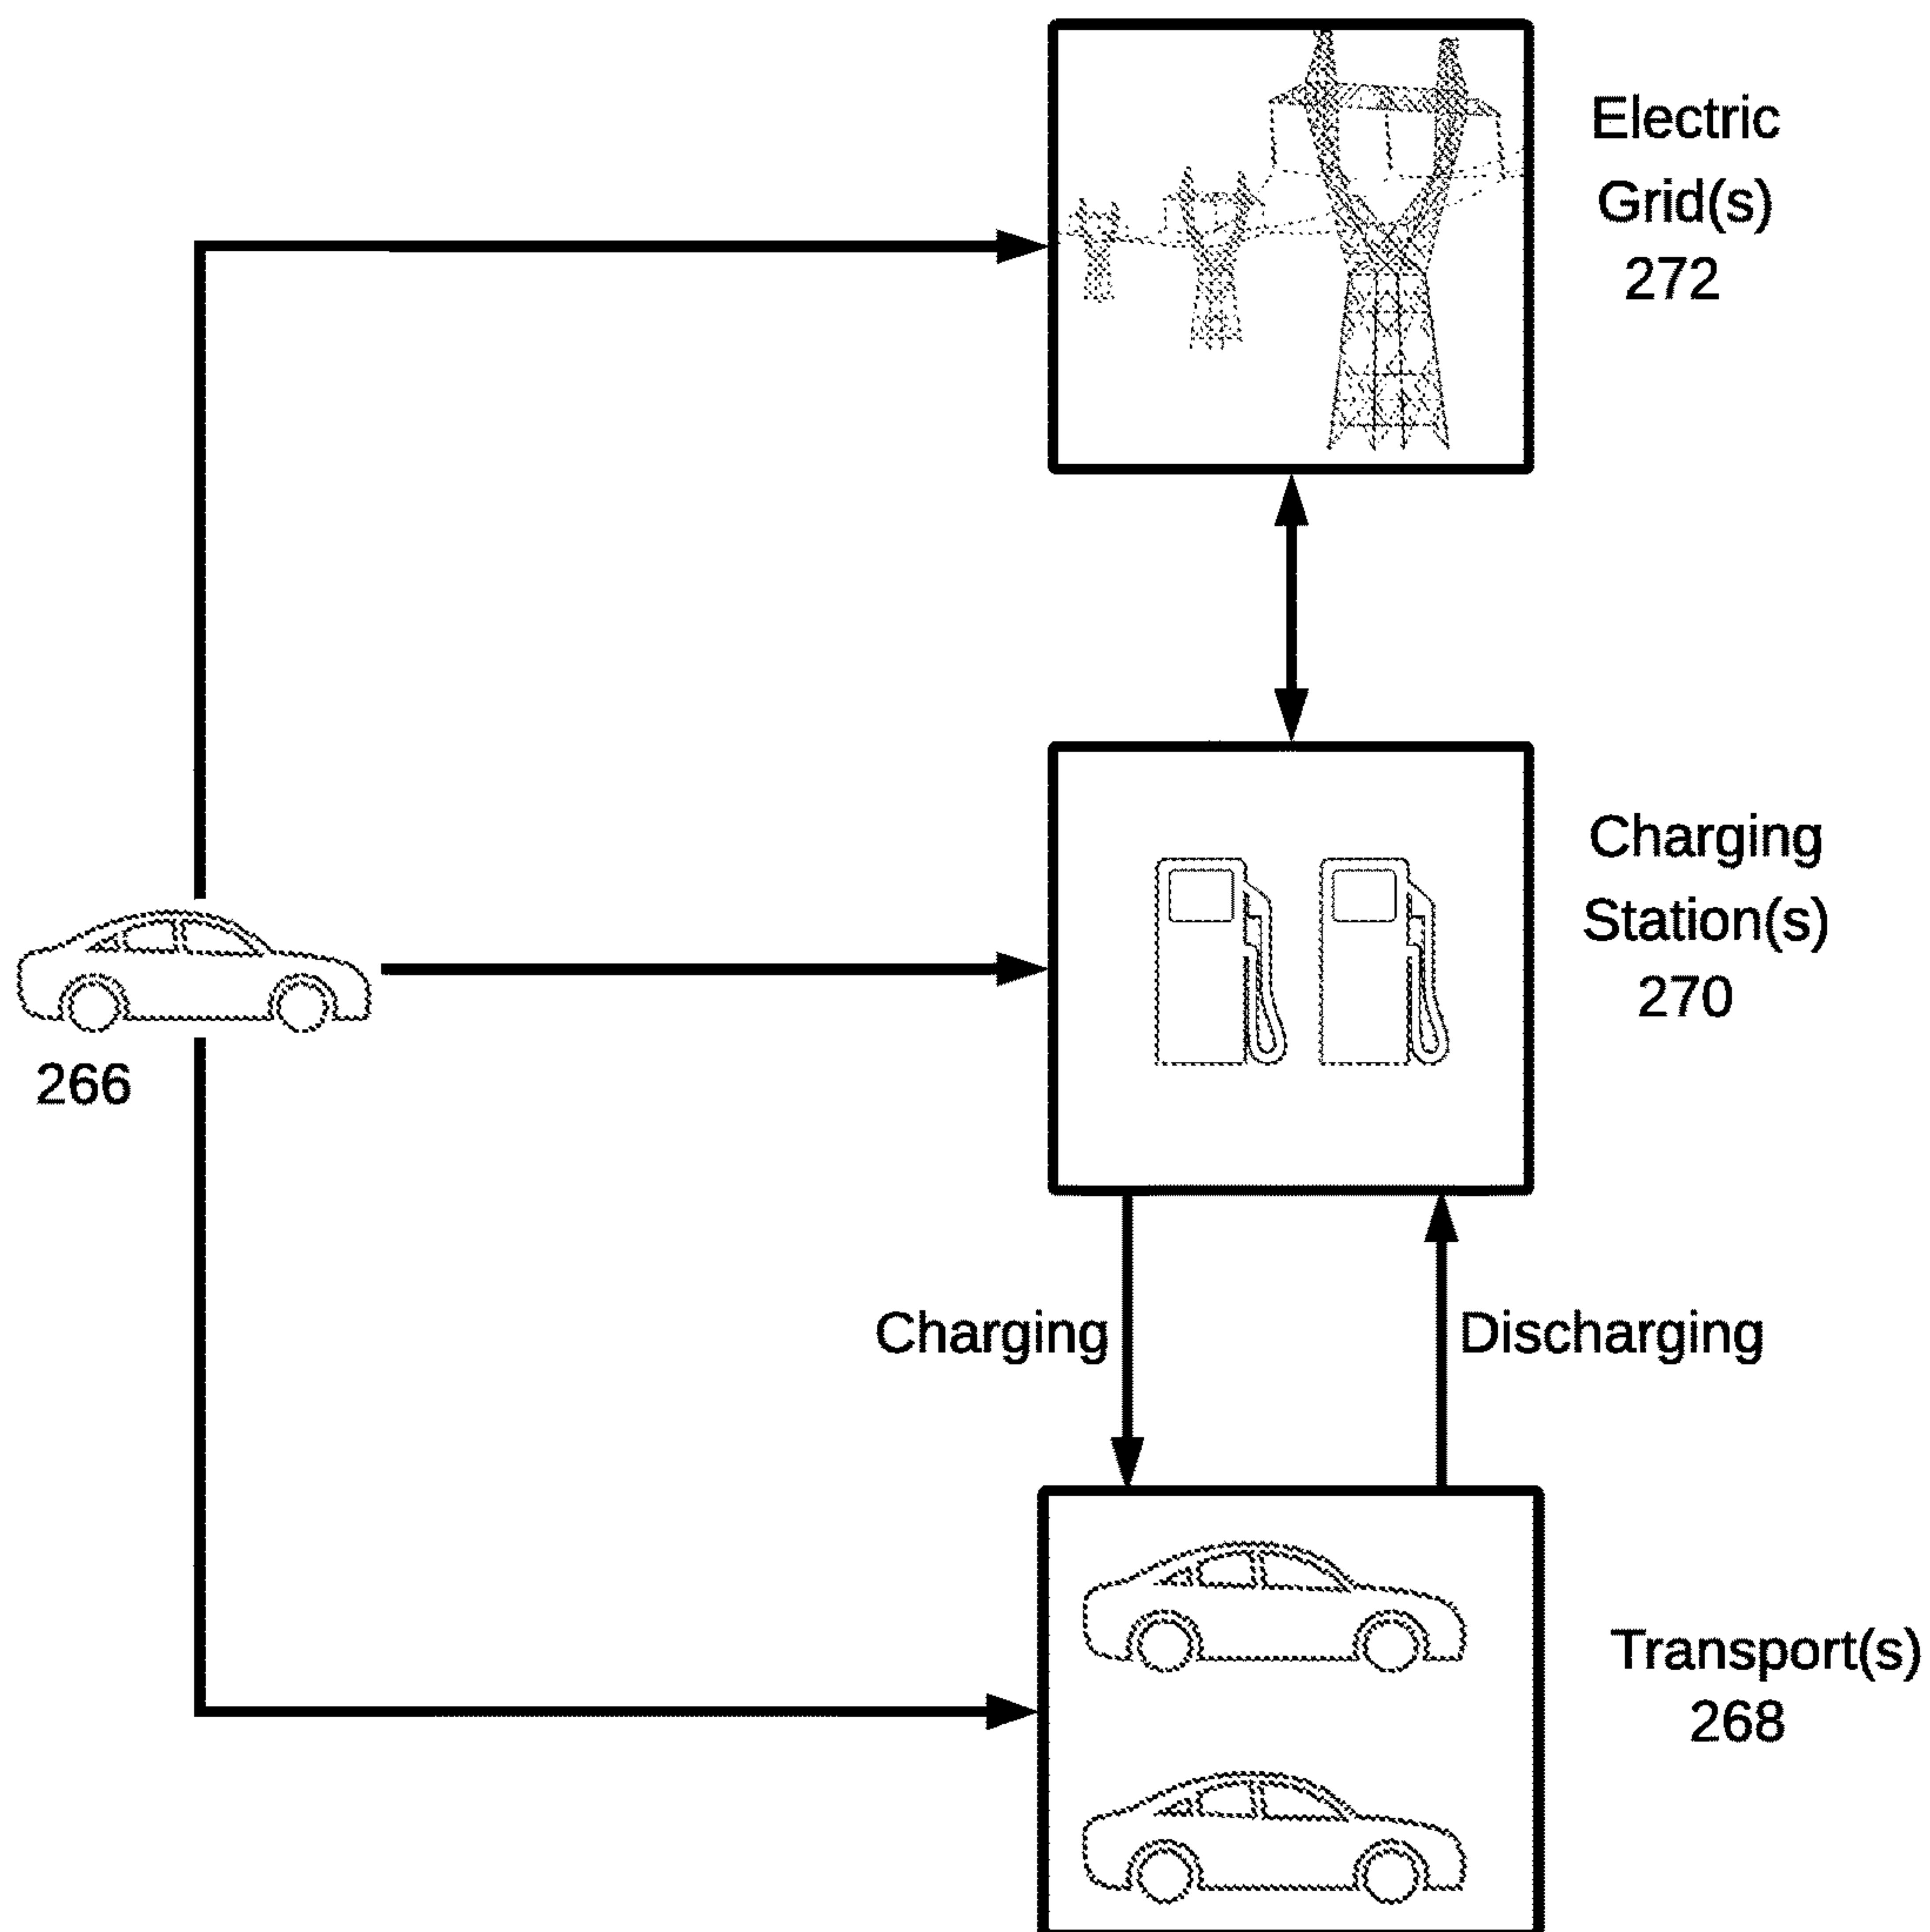 Electric
Grid(s)
272
Charging
Station(s)
270
266
Charging
Discharging
Transport(s)
268